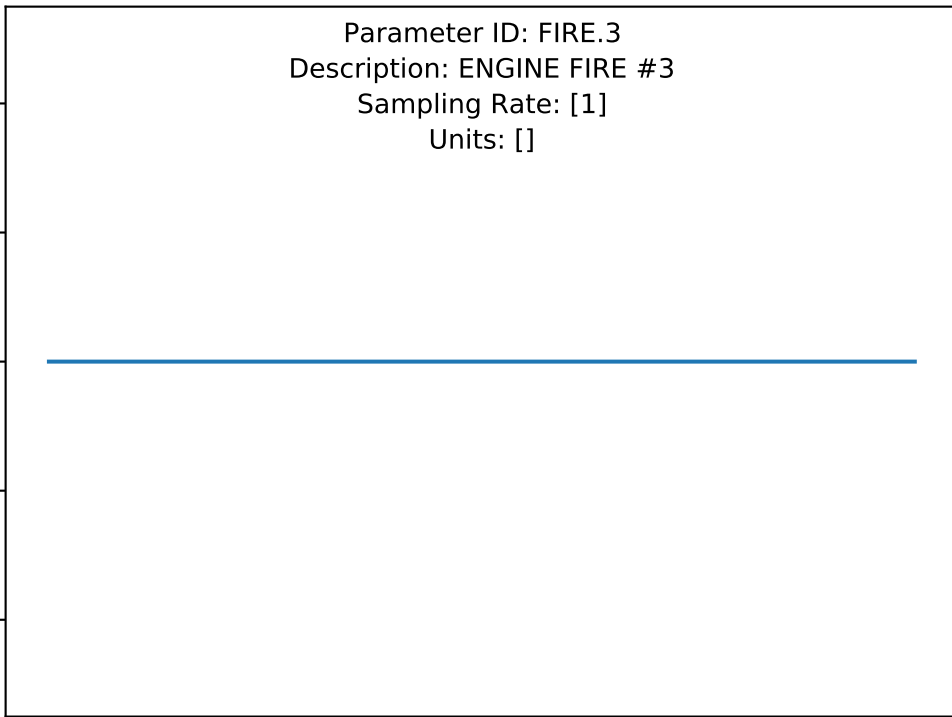 Parameter ID: FIRE.3
Description: ENGINE FIRE #3
Sampling Rate: [1]
Units: []